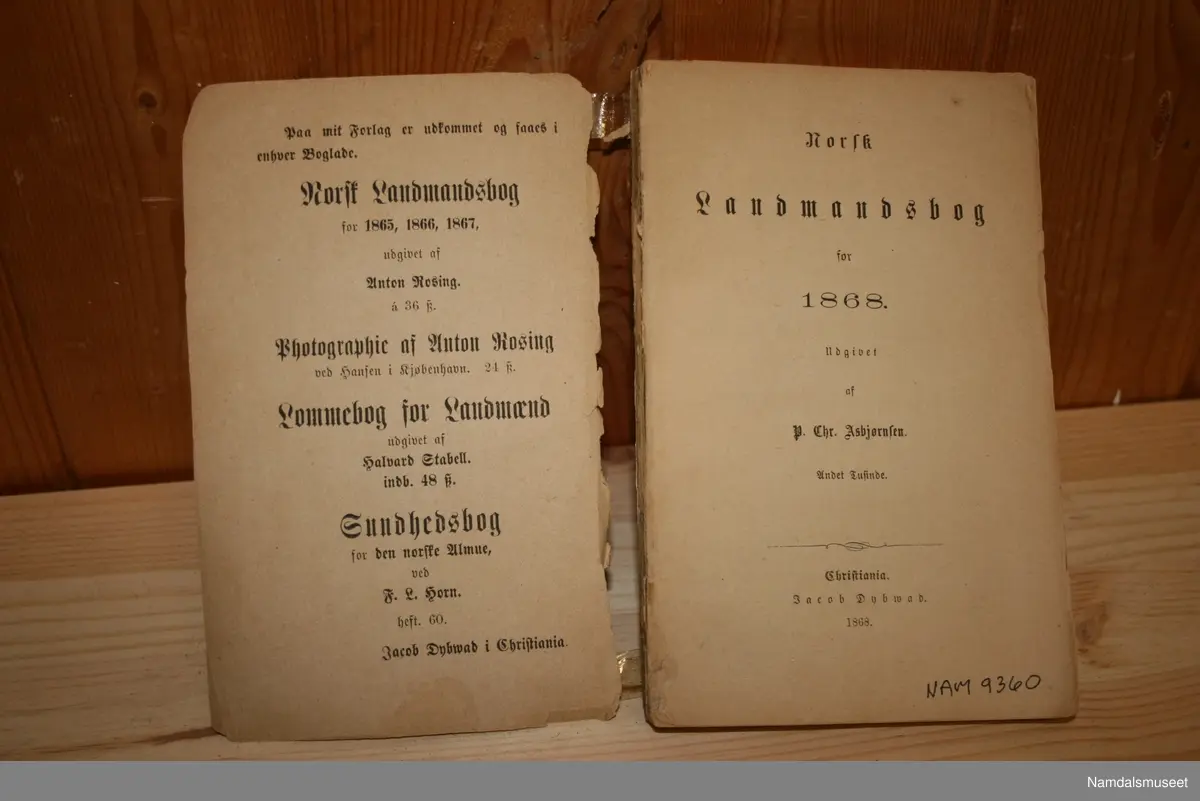 Paa mit Forlag er udkommet og faaes i
enhver Boglade.
Norsk Landmandsbog
for 1865, 1866, 1867,
udgivet af
Anton Rosing.
á 36 ß.
Photographie af Anton Rosing
ved Hansen i Kjøbenhavn. 24 ß.
Lommebog for Landmænd
udgivet af
Halvard Stabell.
indb. 48 ß.
Sundhedsbog
for den norske Almue,
ved
F. L. Horn.
heft. 60.
Jacob Dybwad i Christiania.
Norsk
Landmandsbog
for
1868.
Udgivet
af
P. Chr. Asbjørnsen.
Andet Tusinde.
Christiania.
Jacob Dybwad.
1868.
NAM 9360
Namdalsmuseet